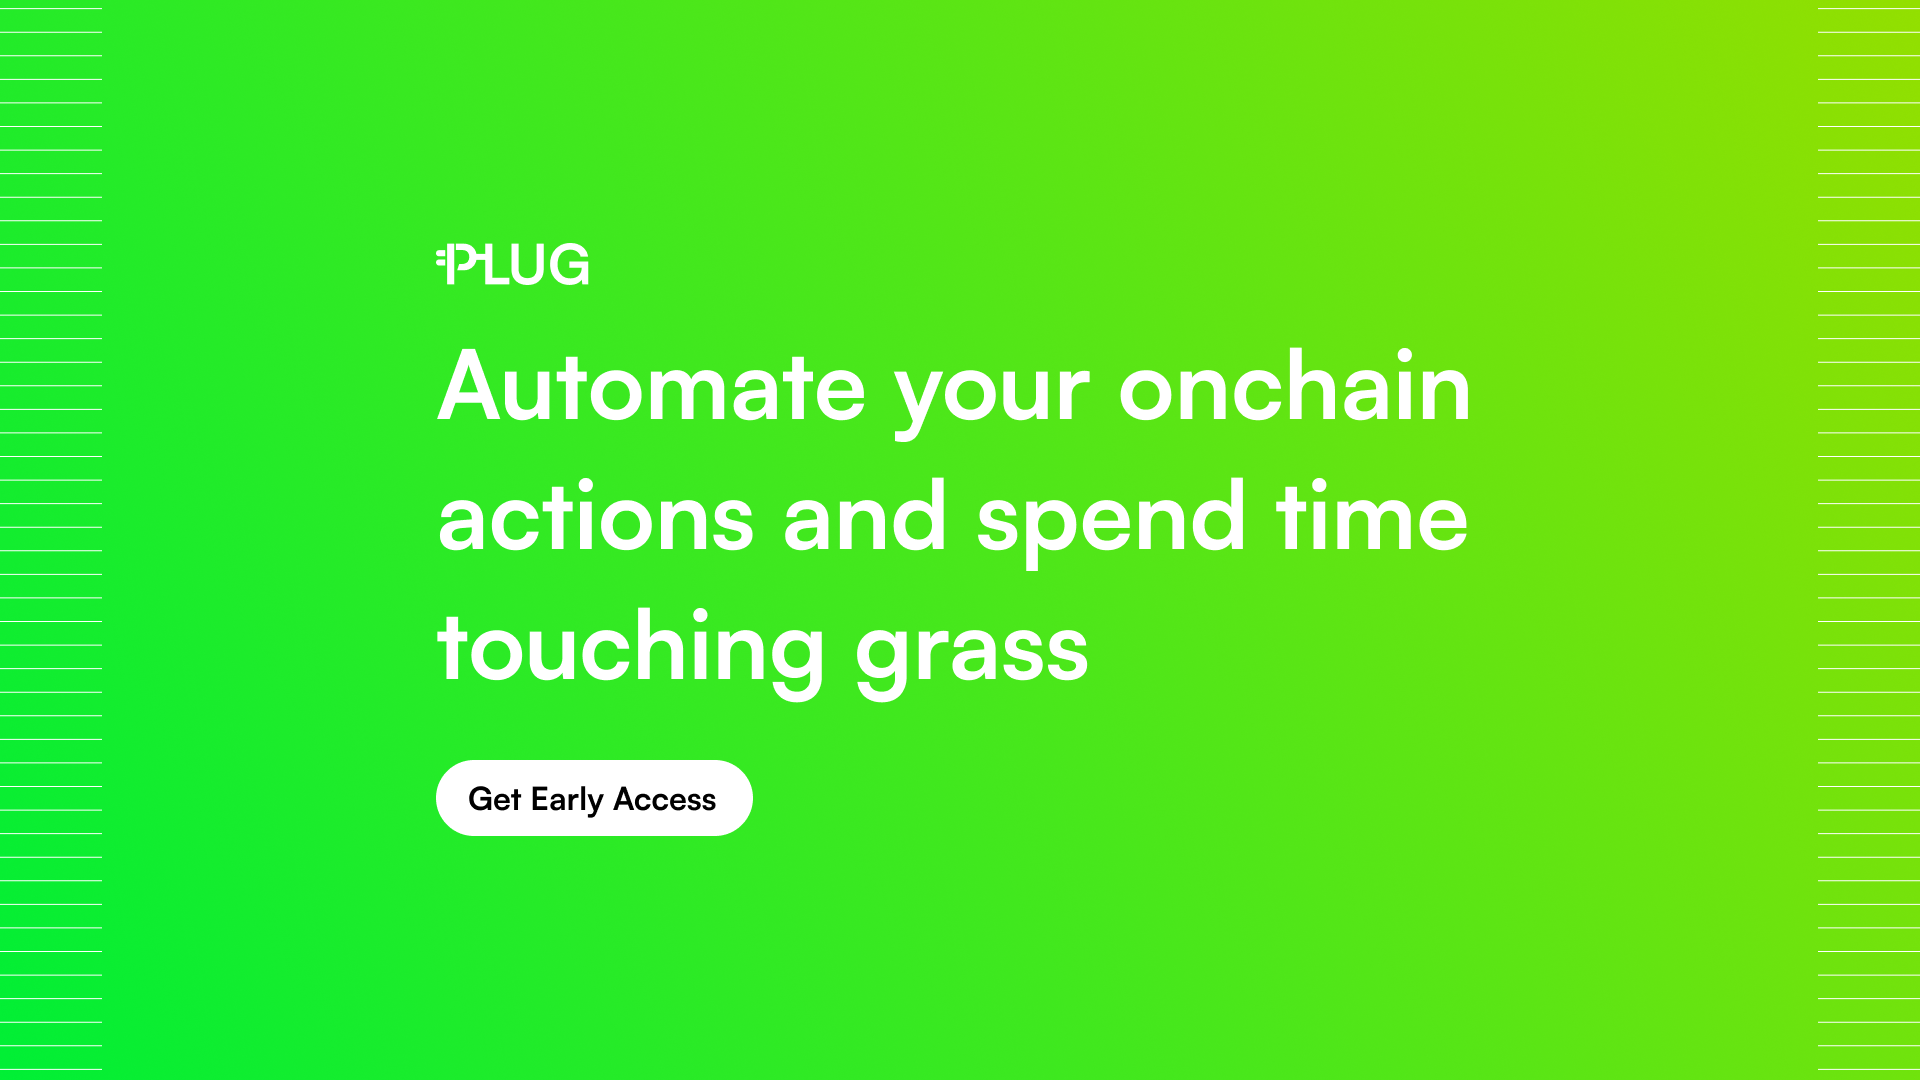 PLUG
Automate your onchain
actions and spend time
touching grass
Get Early Access